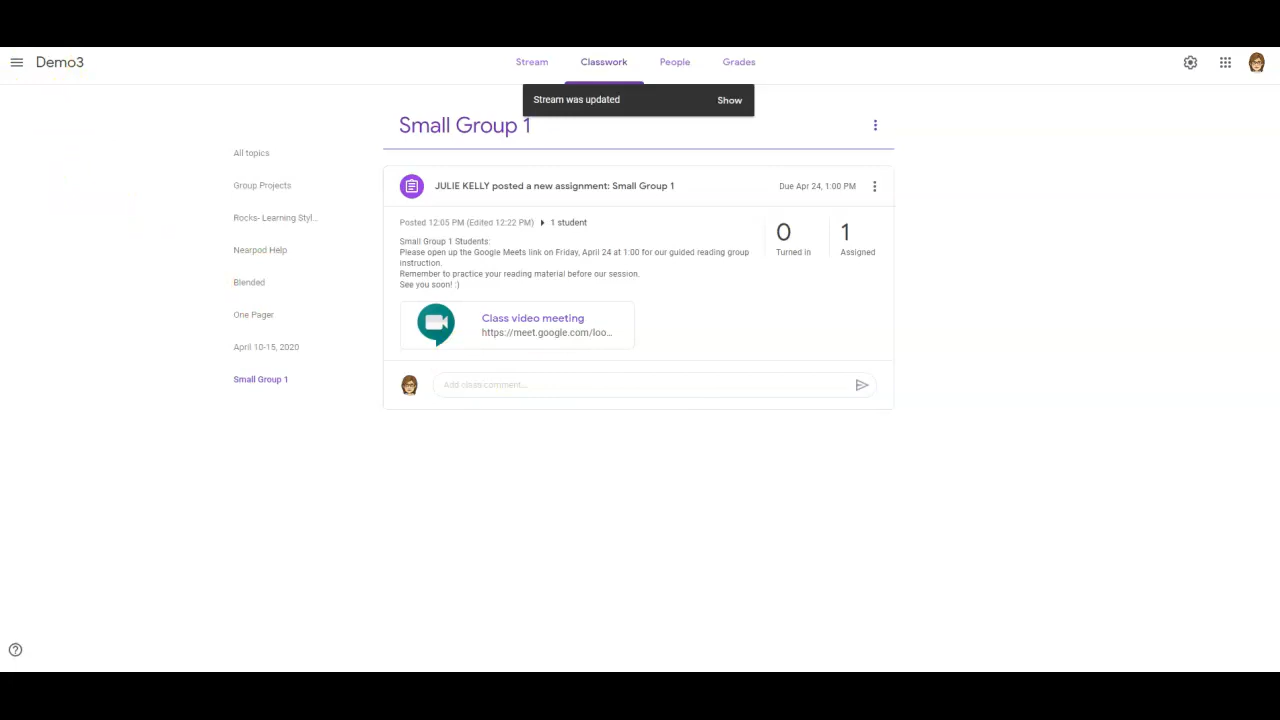 Demo3
Stream
Classwork
People
Grades
Stream was updated
Show
Small Group 1
All topics
Group Projects
Rocks- Learning Styl...
Nearpod Help
Blended
One Pager
April 10-15, 2020
Small Group 1
JULIE KELLY posted a new assignment: Small Group 1
Due Apr 24, 1:00 PM
Posted 12:05 PM (Edited 12:22 PM)
1 student
Small Group 1 Students:
Please open up the Google Meets link on Friday, April 24 at 1:00 for our guided reading group
instruction.
Remember to practice your reading material before our session.
See you soon! :)
0
Turned in
1
Assigned
Class video meeting
https://meet.google.com/loo...
Add class comment...